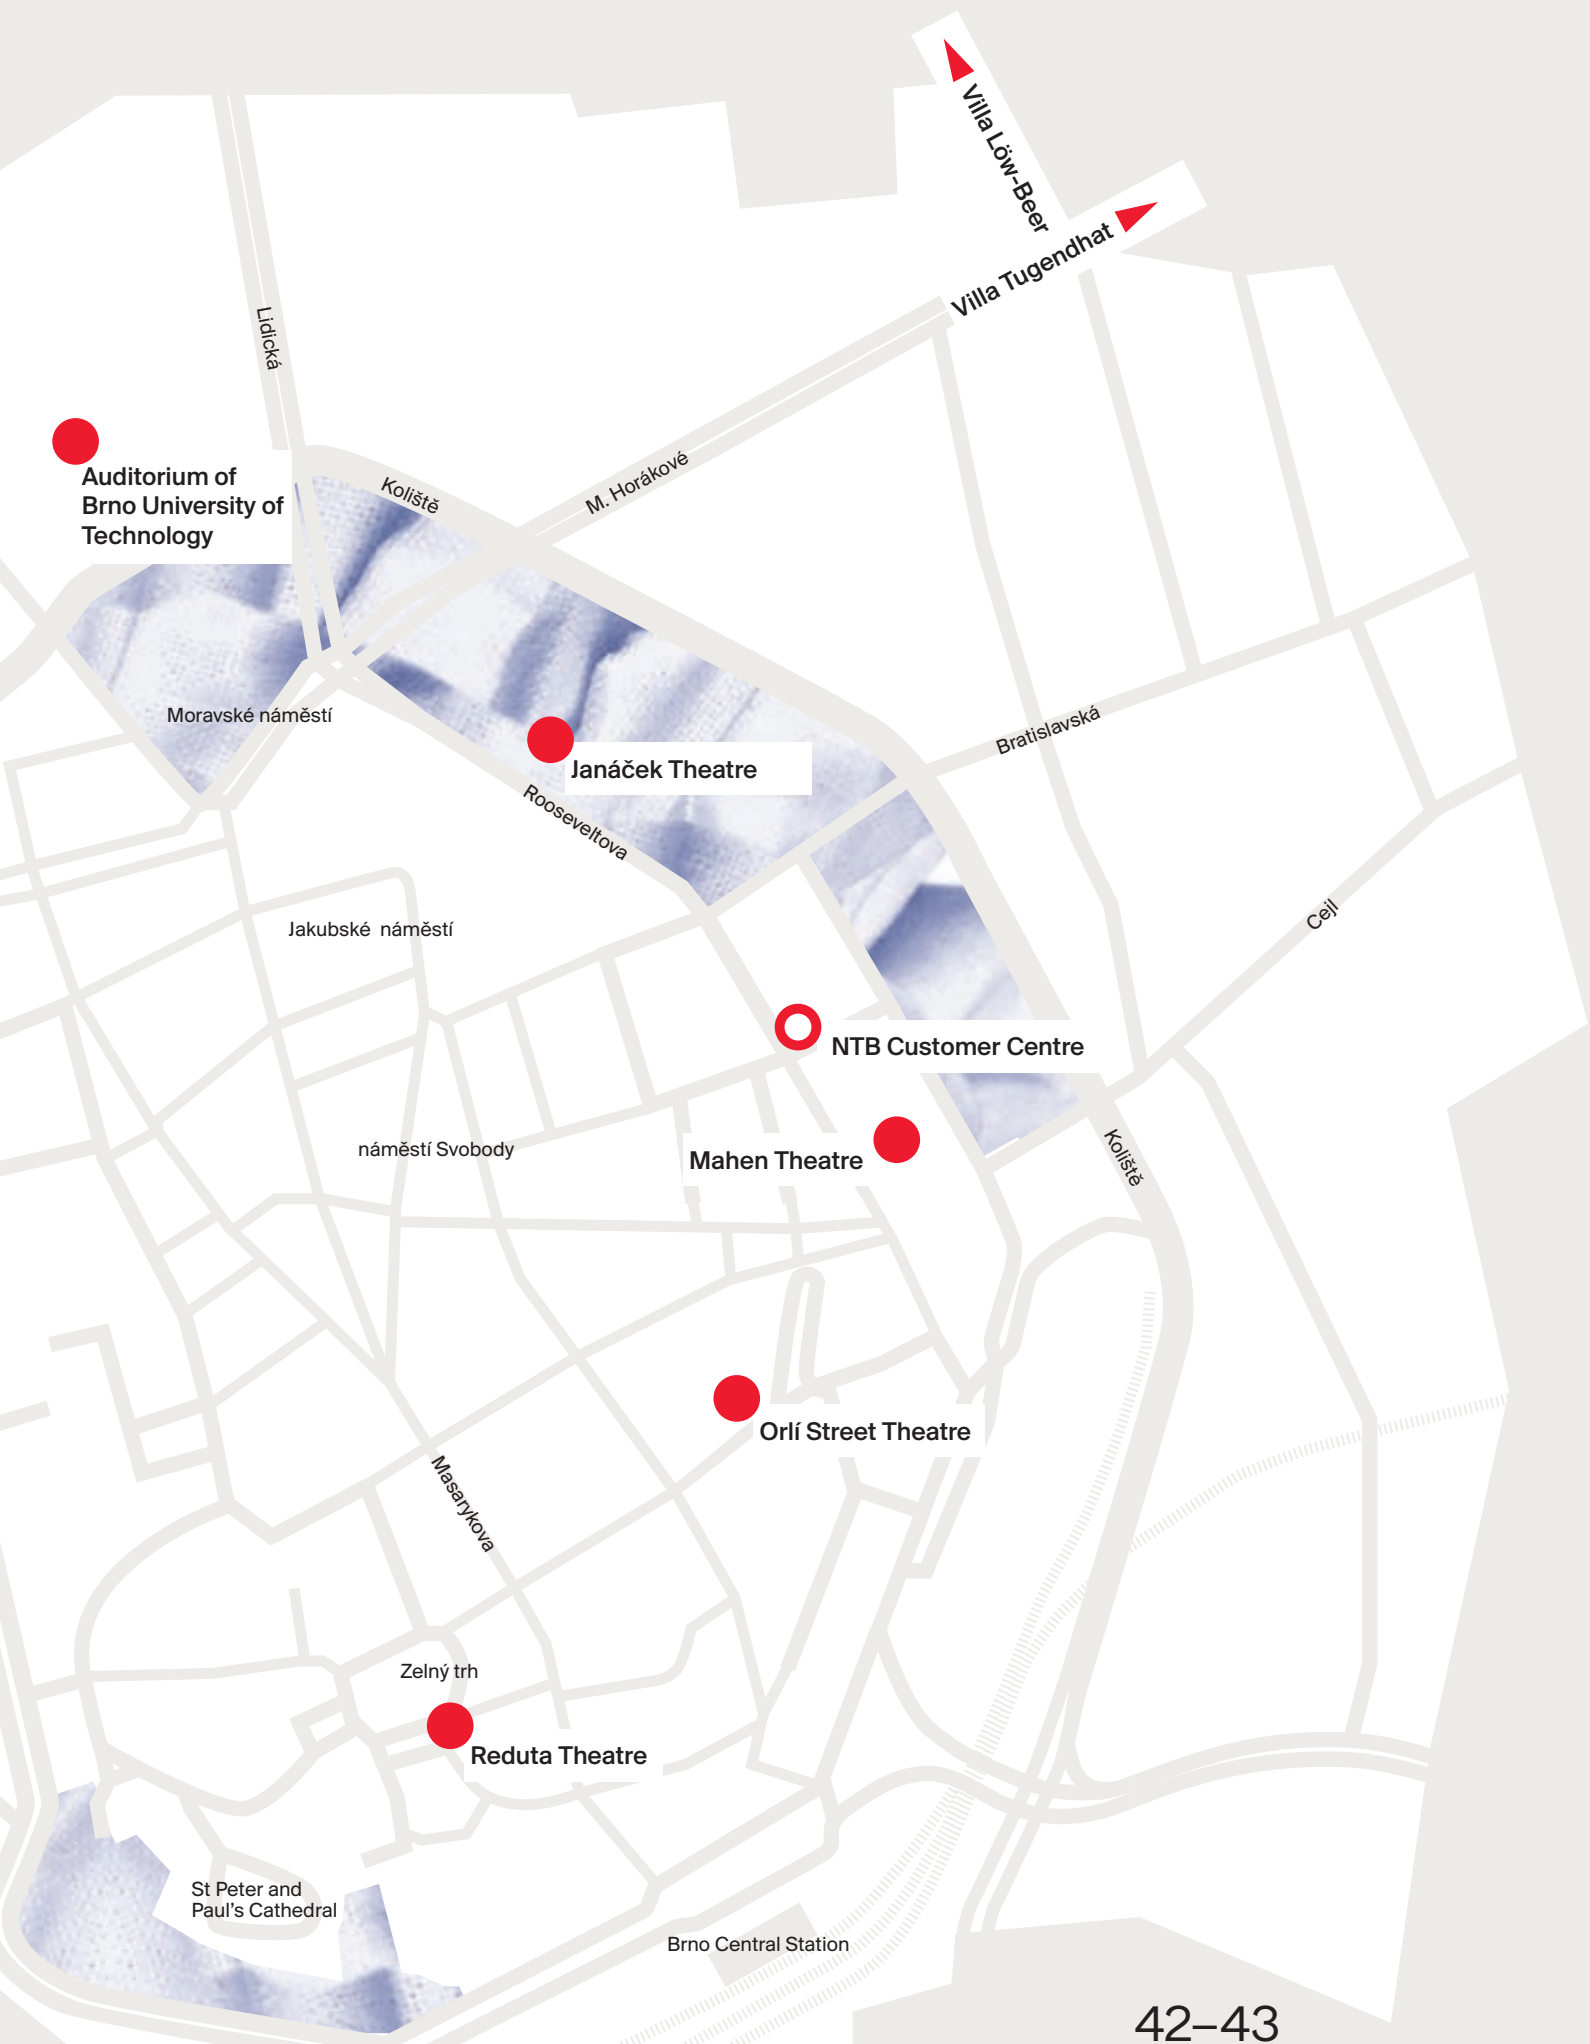 Villa Löw-Beer
Villa Tugendhat
Lidická
Auditorium of
Brno University of
Technology
Koliště
M. Horákové
Moravské náměstí
Bratislavská
Janáček Theatre
Rooseveltova
Cejl
Jakubské náměstí
NTB Customer Centre
náměstí Svobody
Mahen Theatre
Koliště
Orlí Street Theatre
Masarykova
Zelný trh
Reduta Theatre
St Peter and
Paul's Cathedral
Brno Central Station
42–43